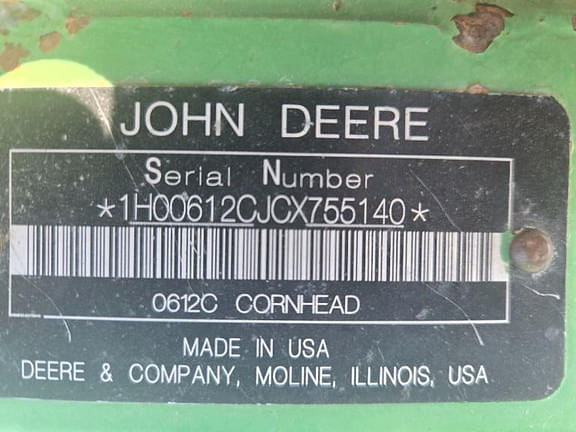 JOHN DEERE
Serial Number
*1H00612CJCX755140*
0612C CORNHEAD
MADE IN USA
DEERE & COMPANY, MOLINE, ILLINOIS, USA